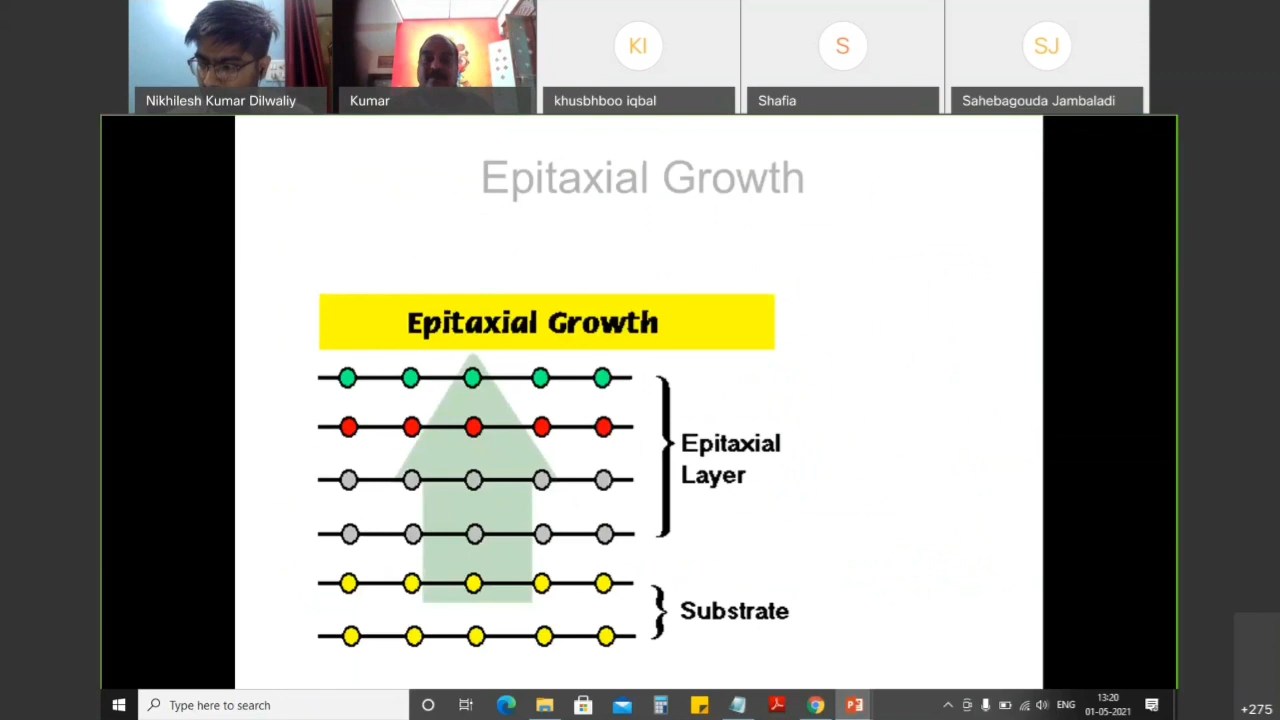 KI
S
SJ
Nikhilesh Kumar Dilwaliy
Kumar
khusbhboo iqbal
Shafia
Sahebagouda Jambaladi
Epitaxial Growth
Epitaxial Growth
Epitaxial
Layer
Substrate
Type here to search
ENG
13:20
01-05-2021
+275